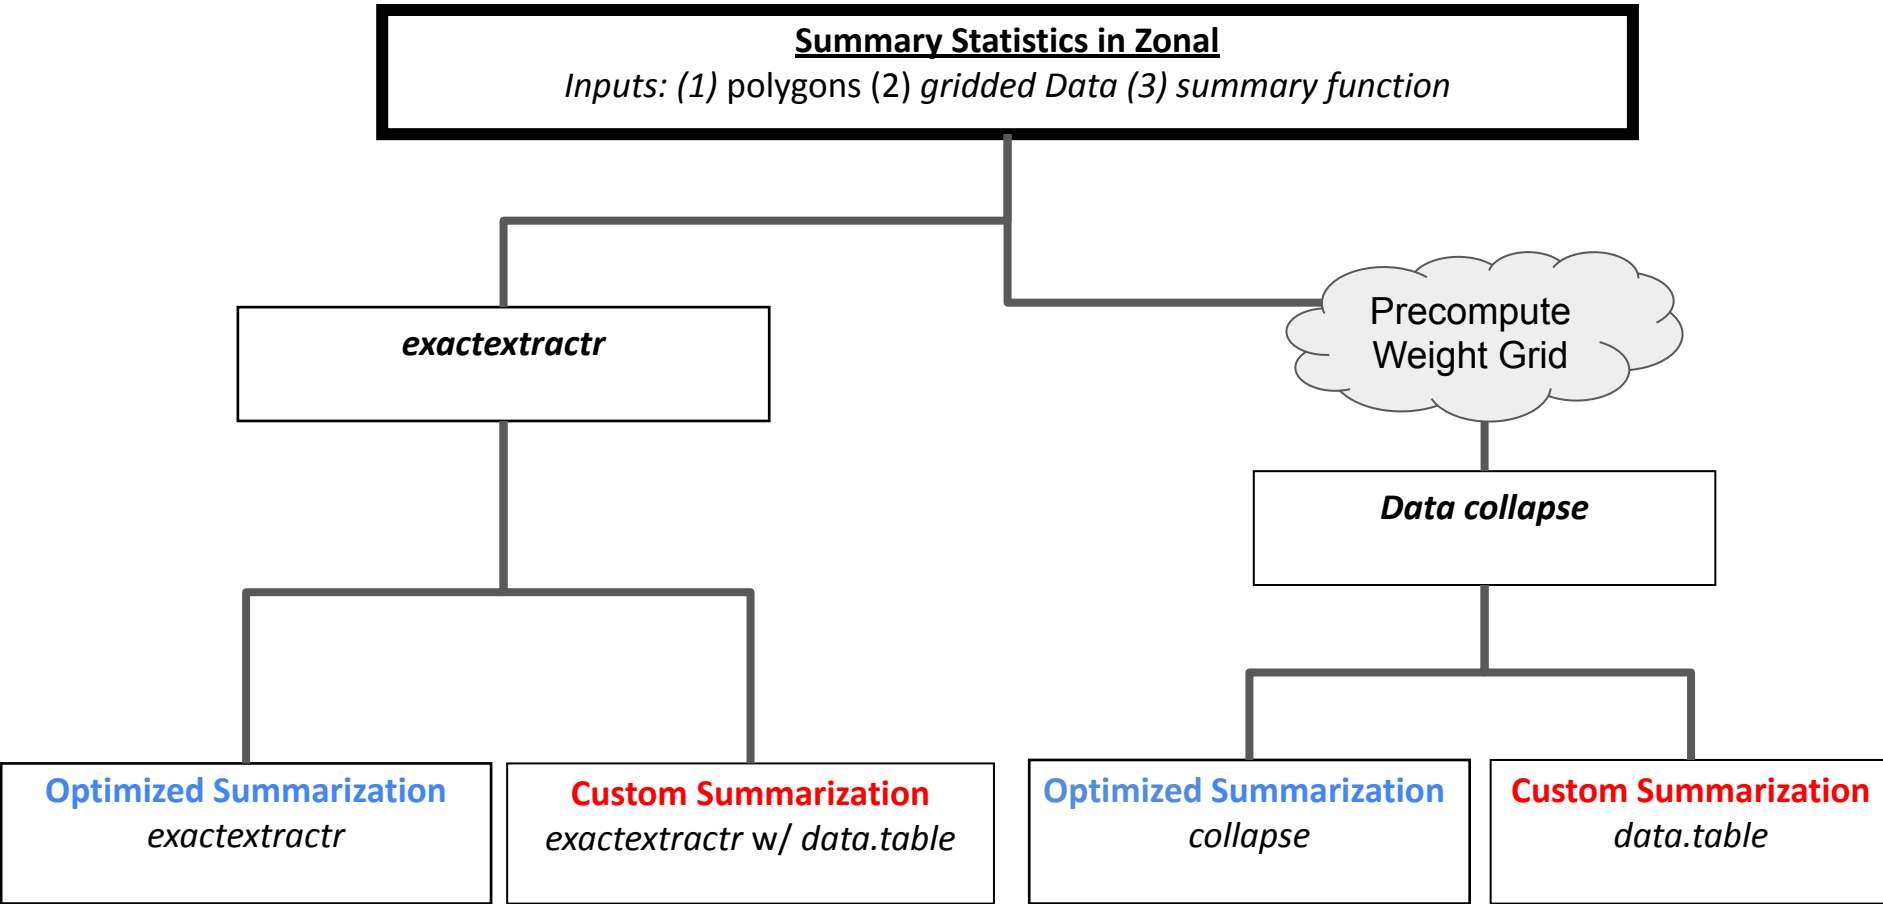 Summary Statistics in Zonal
Inputs: (1) polygons (2) gridded Data (3) summary function
exactextractr
Precompute
Weight Grid
Data collapse
Optimized Summarization
exactextractr
Custom Summarization
exactextractr w/ data.table
Optimized Summarization
collapse
Custom Summarization
data.table